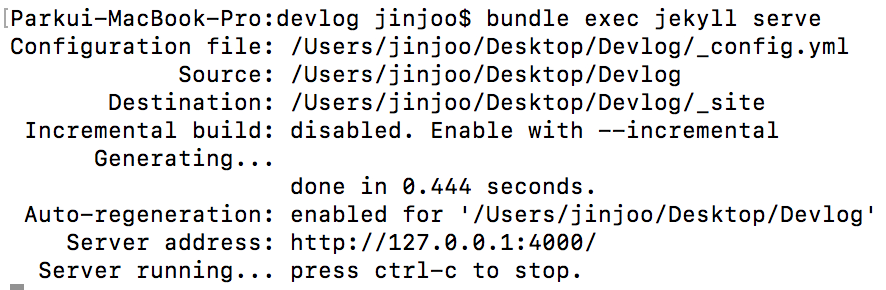 [Parkui-MacBook-Pro:devlog jinjoo$ bundle exec jekyll serve
Configuration file: /Users/jinjoo/Desktop/Devlog/_config.yml
Source: /Users/jinjoo/Desktop/Devlog
Destination: /Users/jinjoo/Desktop/Devlog/_site
Incremental build: disabled. Enable with --incremental
Generating...
done in 0.444 seconds.
Auto-regeneration: enabled for '/Users/jinjoo/Desktop/Devlog'
Server address: http://127.0.0.1:4000/
Server running... press ctrl-c to stop.